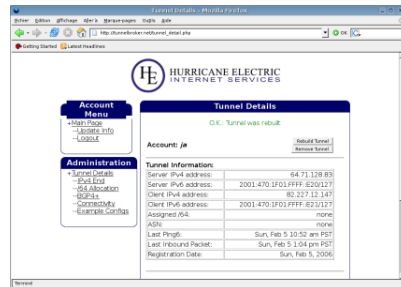 Tunnel Details - Mozilla Firefox
Fichier Edition Affichage Aller à Marque-pages Outils Aide
http://tunnelbroker.net/tunnel_detail.php
OK
Getting Started Latest Headlines
HE HURRICANE ELECTRIC
INTERNET SERVICES
Account
Menu
+Main Page
—Update Info
—Logout
Administration
+Tunnel Details
—IPv4 End
—/64 Allocation
—BGP4+
—Connectivity
—Example Configs
Tunnel Details
O.K.: Tunnel was rebuilt
Account: ja
Rebuild Tunnel
Remove Tunnel
Tunnel Information:
Server IPv4 address: 64.71.128.83
Server IPv6 address: 2001:470:1F01:FFFF::E20/127
Client IPv4 address: 82.227.12.147
Client IPv6 address: 2001:470:1F01:FFFF::E21/127
Assigned /64: none
ASN: none
Last Ping6: Sun, Feb 5 10:52 am PST
Last Inbound Packet: Sun, Feb 5 1:04 pm PST
Registration Date: Sun, Feb 5, 2006
Terminé